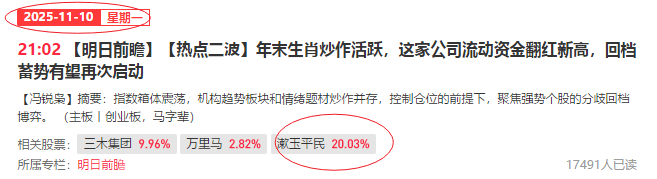 2025-11-10 星期一
21:02【明日前瞻】【热点二波】年末生肖炒作活跃，这家公司流动资金翻红新高，回档
蓄势有望再次启动
【冯锐枭】摘要：指数箱体震荡，机构趋势板块和情绪题材炒作并存，控制仓位的前提下，聚焦强势个股的分歧回档
博弈。（主板丨创业板，马字辈）
相关股票： 三木集团 9.96% 万里马 2.82% 漱玉平民 20.03%
所属专栏：明日前瞻 17491人已读